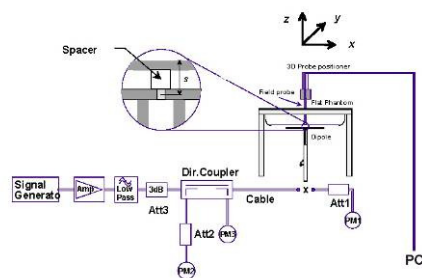 z
y
x
Spacer
s
3D Probe positioner
Field probe
Flat Phantom
Dipole
Signal
Generato
Amp
Low
Pass
3dB
Att3
Dir.Coupler
Cable
x
Att1
PM1
Att2
PM3
PM2
PC